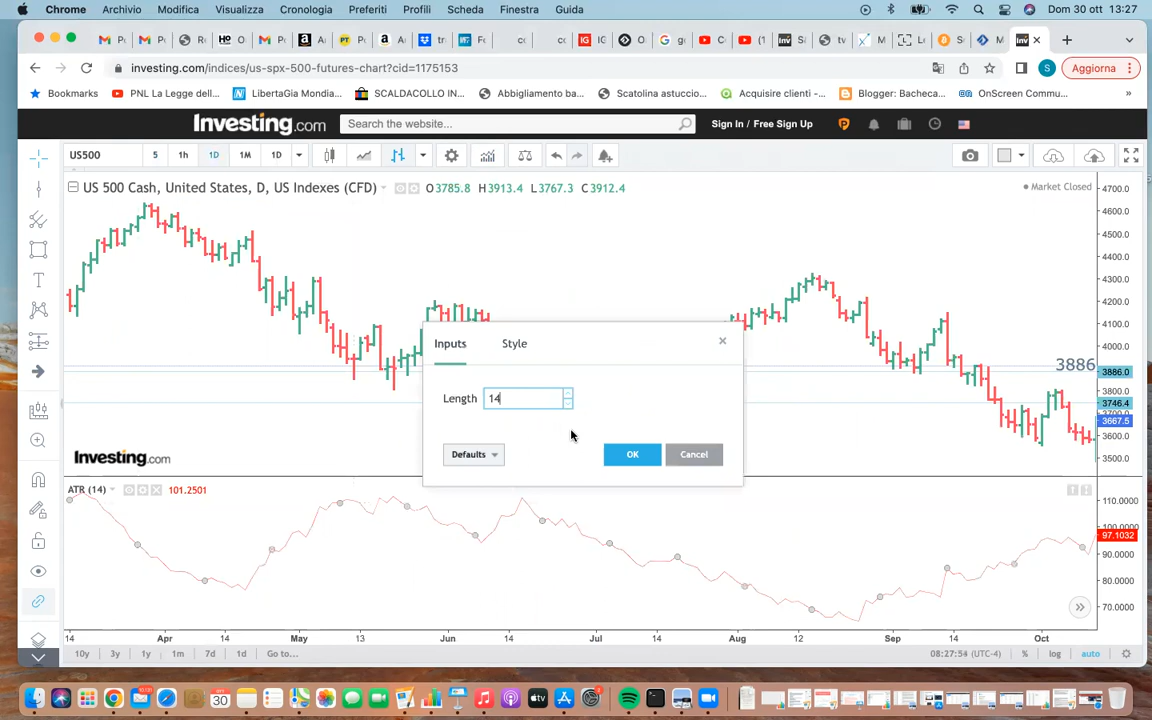 Chrome Archivio Modifica Visualizza Cronologia Preferiti Profili Scheda Finestra Guida Dom 30 ott 13:27
investing.com/indices/us-spx-500-futures-chart?cid=1175153 Aggiorna
Bookmarks PNL La Legge dell... LibertaGia Mondia... SCALDACOLLO IN... Abbigliamento ba... Scatolina astuccio... Acquisire clienti -... Blogger: Bacheca... OnScreen Commu... »
Investing.com Search the website... Sign In / Free Sign Up
US500 5 1h 1D 1M 1D
US 500 Cash, United States, D, US Indexes (CFD) O3785.8 H3913.4 L3767.3 C3912.4 Market Closed
4700.0
4600.0
4500.0
4400.0
4300.0
4200.0
4100.0
4000.0
Inputs Style ×
3900.0
3886 3886.0
3800.0
Length 14
3746.4
3700.0
3667.5
3600.0
Defaults OK Cancel
Investing.com 3500.0
ATR (14) 101.2501
110.0000
100.0000
97.1032
90.0000
80.0000
70.0000
14 Apr 14 May 13 Jun 14 Jul 14 Aug 12 Sep 14 Oct
10y 3y 1y 1m 7d 1d Go to... 08:27:54 (UTC-4) % log auto